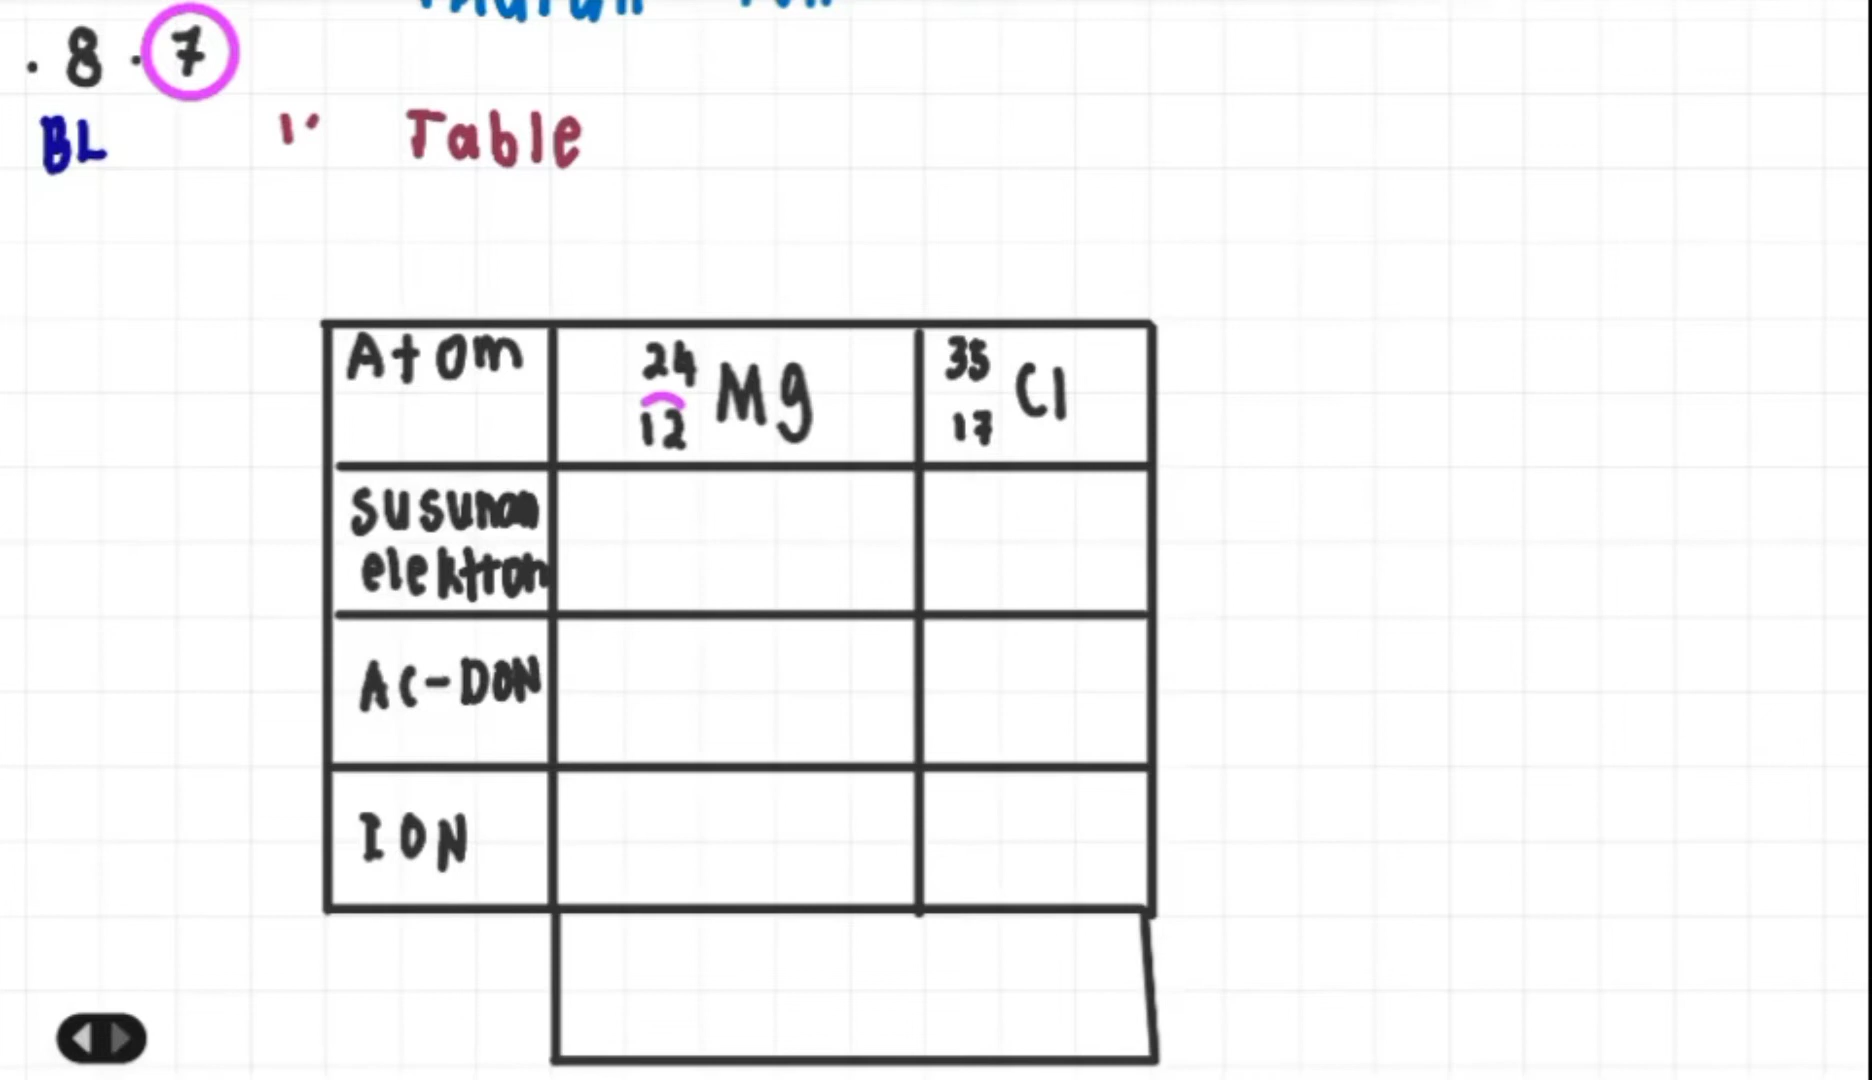 . 8 . 7
BL 1. Table
Atom 24 12 Mg 35 17 Cl
susunan
elektron
AC-DON
ION